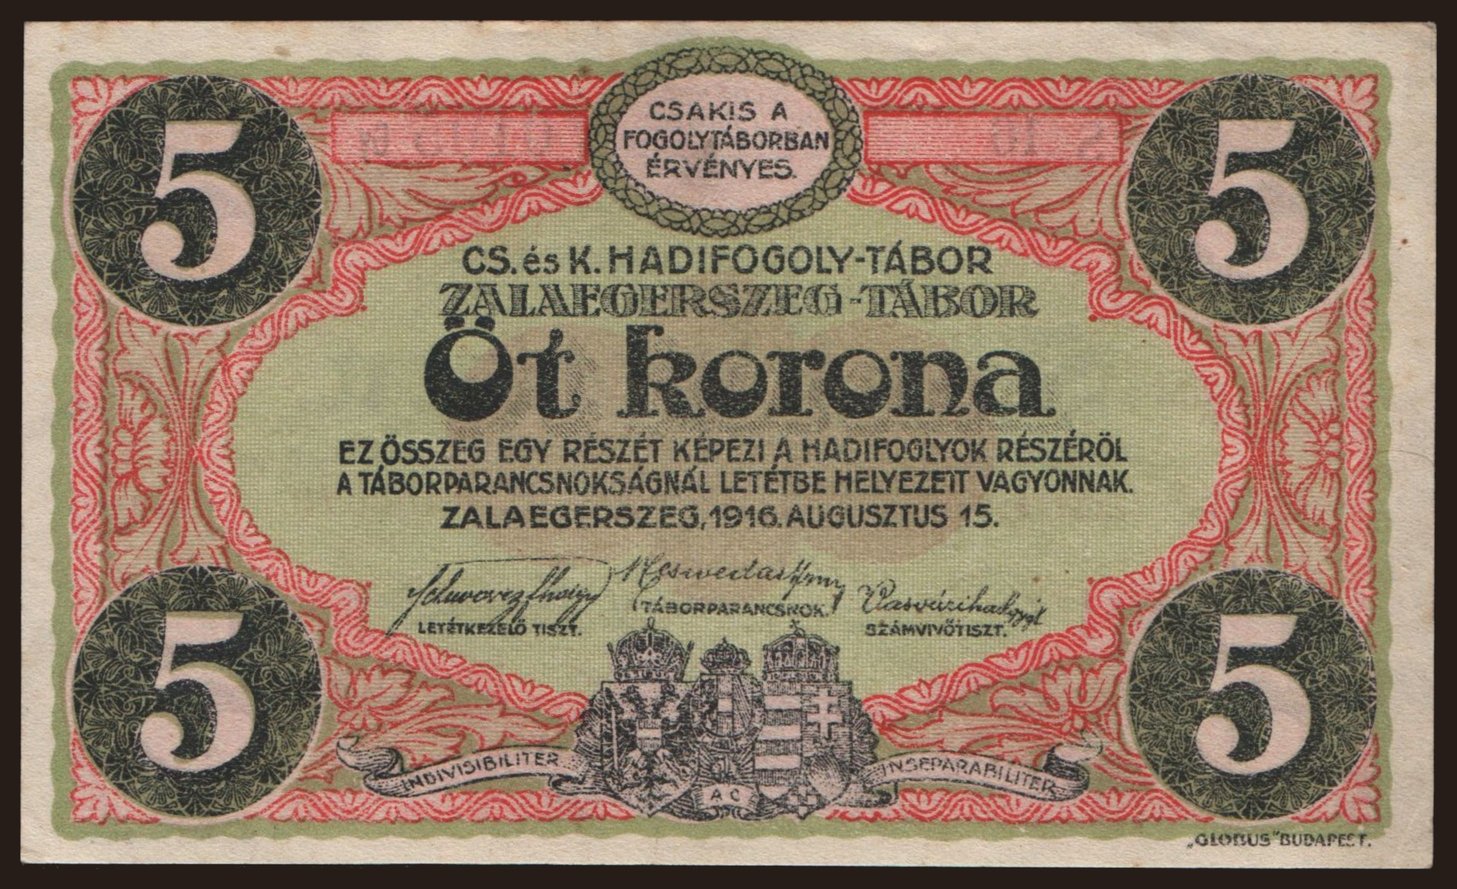 5
5
CSAKIS A
FOGOLYTÁBORBAN
ÉRVÉNYES.
CS. és K. HADIFOGOLY-TÁBOR
ZALAEGERSZEG-TÁBOR
Öt korona
EZ ÖSSZEG EGY RÉSZÉT KÉPEZI A HADIFOGLYOK RÉSZÉRÖL
A TÁBORPARANCSNOKSÁGNÁL LETÉTBE HELYEZETT VAGYONNAK.
ZALAEGERSZEG, 1916. AUGUSZTUS 15.
TÁBORPARANCSNOK.
LETÉTKEZELŐ TISZT.
SZÁMVIVŐTISZT.
5
5
INDIVISIBILITER
AC
INSEPARABILITER
„GLOBUS" BUDAPEST.